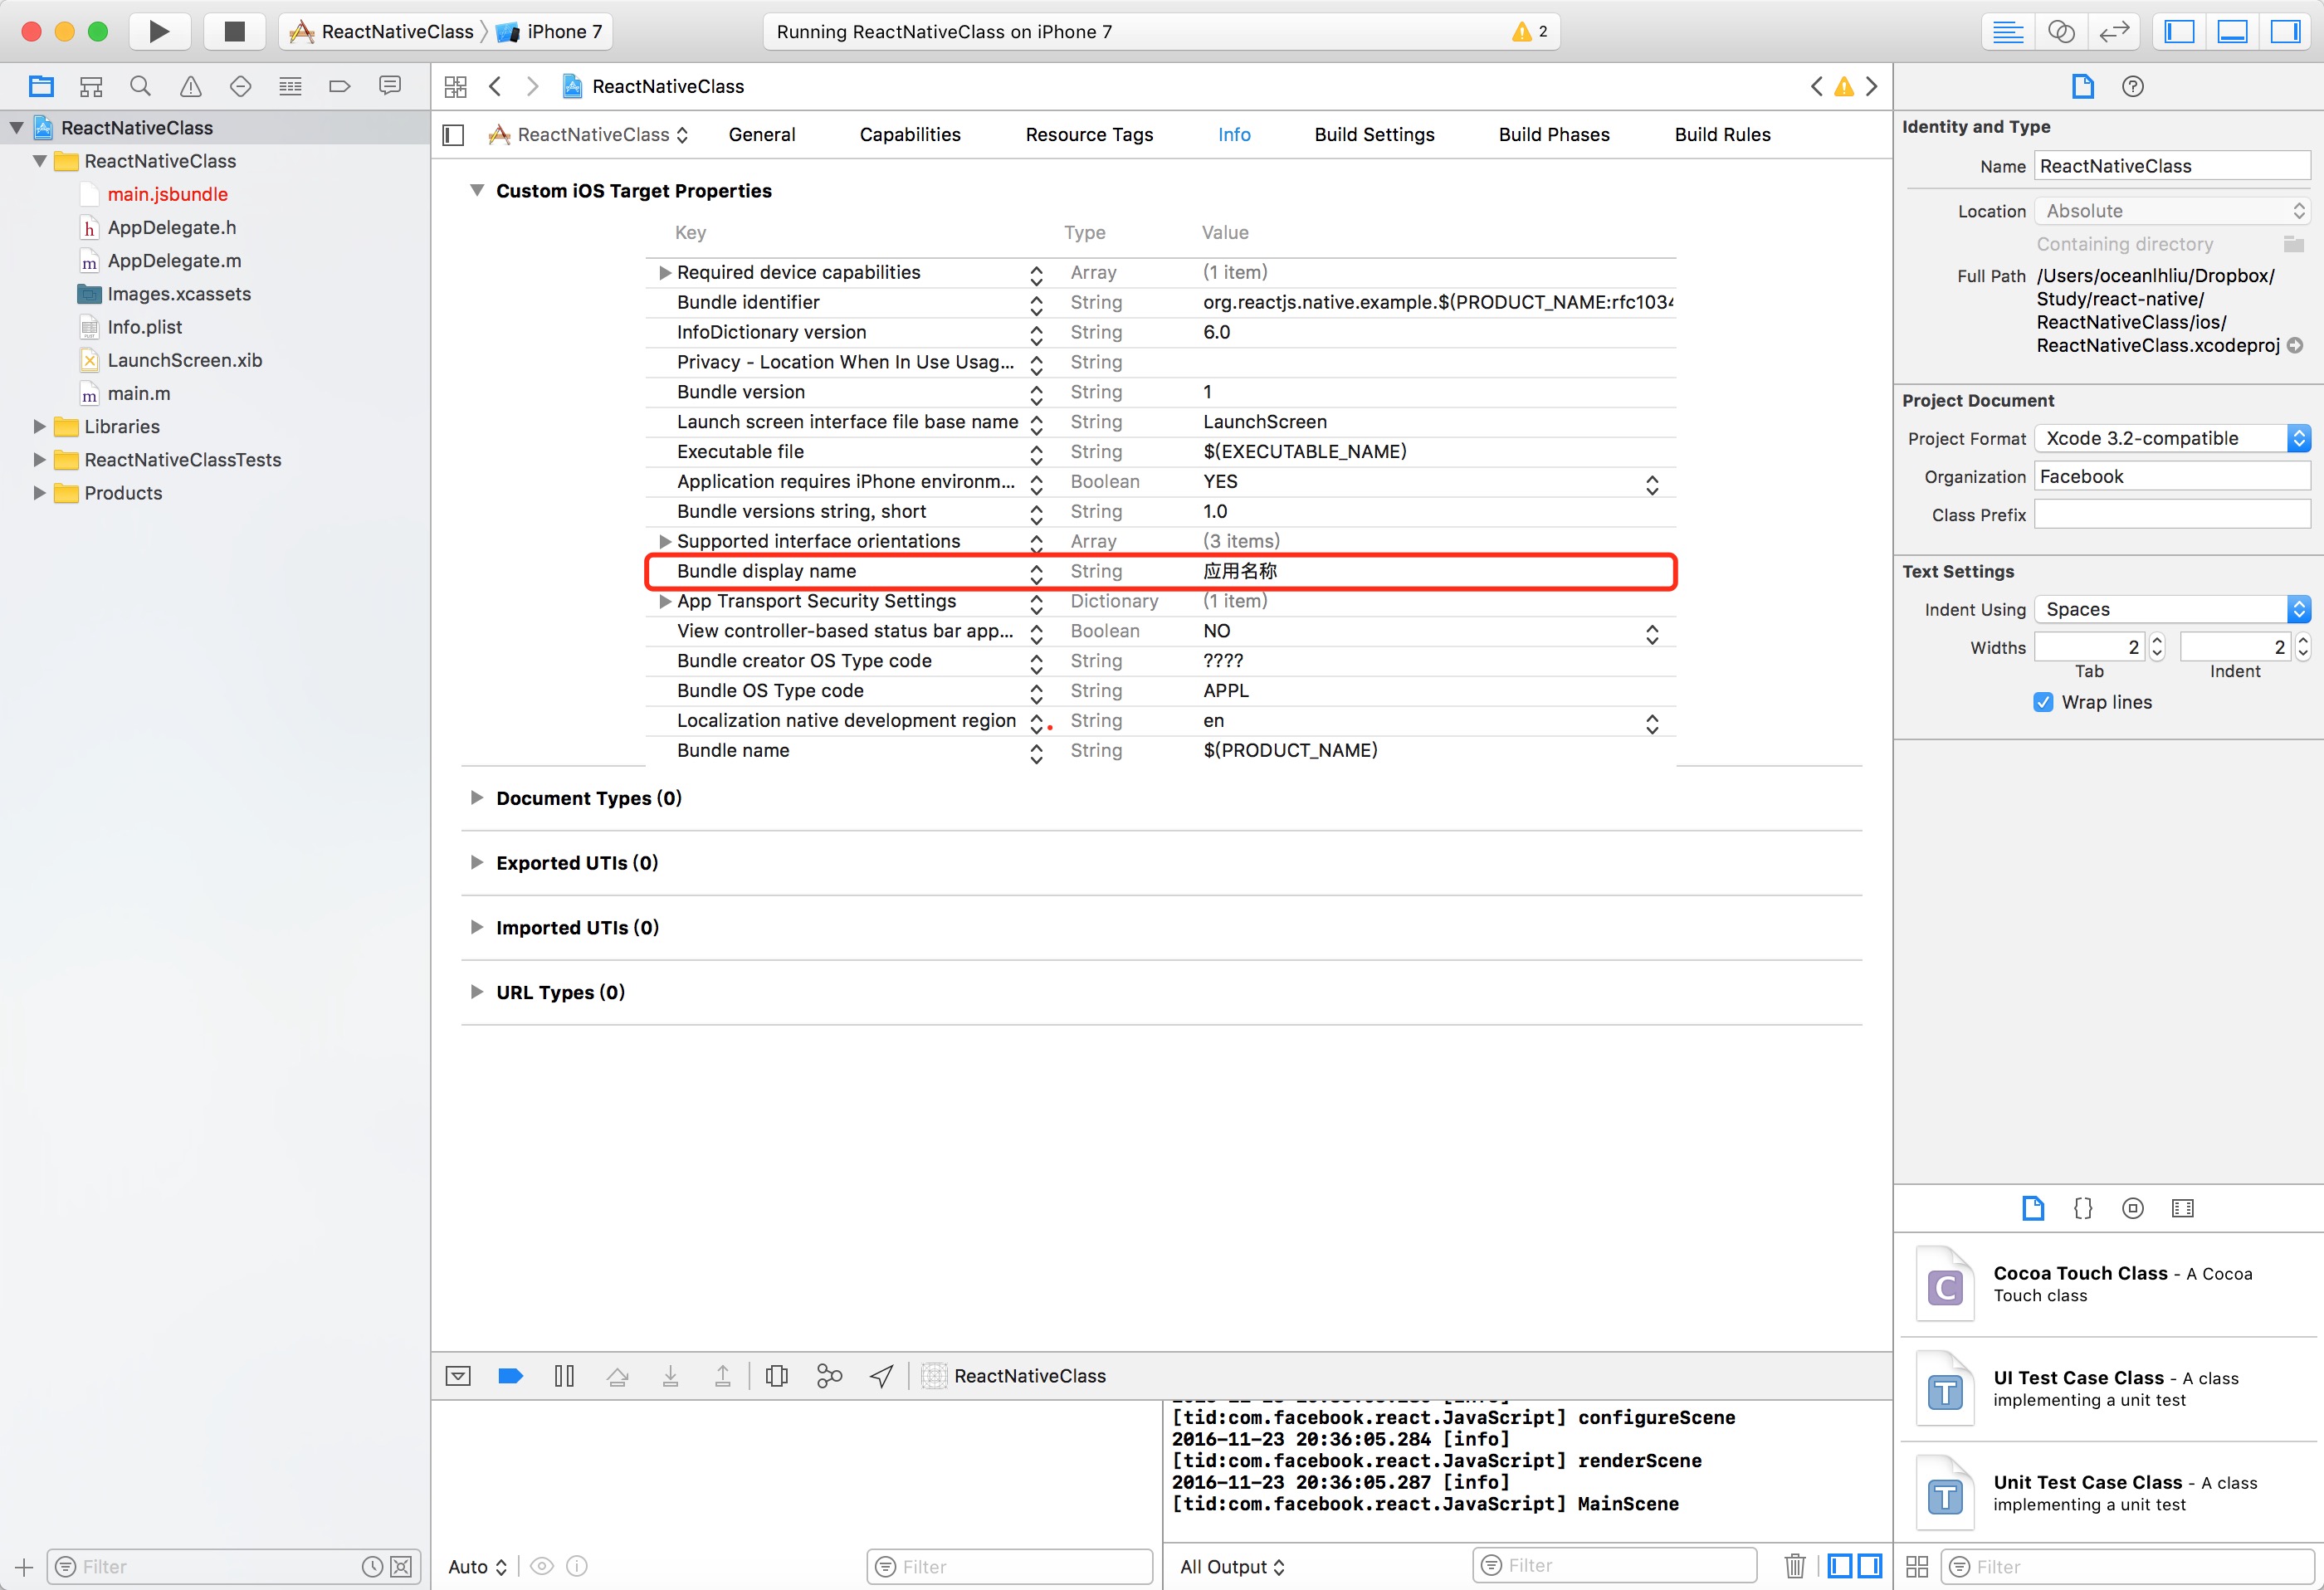 ReactNativeClass
iPhone 7
Running ReactNativeClass on iPhone 7
2
ReactNativeClass
ReactNativeClass
main.jsbundle
AppDelegate.h
AppDelegate.m
Images.xcassets
Info.plist
LaunchScreen.xib
main.m
Libraries
ReactNativeClassTests
Products
Filter
ReactNativeClass
ReactNativeClass General Capabilities Resource Tags Info Build Settings Build Phases Build Rules
Custom iOS Target Properties
Key Type Value
Required device capabilities Array (1 item)
Bundle identifier String org.reactjs.native.example.$(PRODUCT_NAME:rfc1034
InfoDictionary version String 6.0
Privacy - Location When In Use Usag... String
Bundle version String 1
Launch screen interface file base name String LaunchScreen
Executable file String $(EXECUTABLE_NAME)
Application requires iPhone environm... Boolean YES
Bundle versions string, short String 1.0
Supported interface orientations Array (3 items)
Bundle display name String 应用名称
App Transport Security Settings Dictionary (1 item)
View controller-based status bar app... Boolean NO
Bundle creator OS Type code String ????
Bundle OS Type code String APPL
Localization native development region String en
Bundle name String $(PRODUCT_NAME)
Document Types (0)
Exported UTIs (0)
Imported UTIs (0)
URL Types (0)
ReactNativeClass
[tid:com.facebook.react.JavaScript] configureScene
2016-11-23 20:36:05.284 [info]
[tid:com.facebook.react.JavaScript] renderScene
2016-11-23 20:36:05.287 [info]
[tid:com.facebook.react.JavaScript] MainScene
Auto
Filter
All Output
Filter
Identity and Type
Name ReactNativeClass
Location Absolute
Containing directory
Full Path /Users/oceanlhliu/Dropbox/
Study/react-native/
ReactNativeClass/ios/
ReactNativeClass.xcodeproj
Project Document
Project Format Xcode 3.2-compatible
Organization Facebook
Class Prefix
Text Settings
Indent Using Spaces
Widths 2 2
Tab Indent
Wrap lines
C
Cocoa Touch Class - A Cocoa
Touch class
T
UI Test Case Class - A class
implementing a unit test
T
Unit Test Case Class - A class
implementing a unit test
Filter